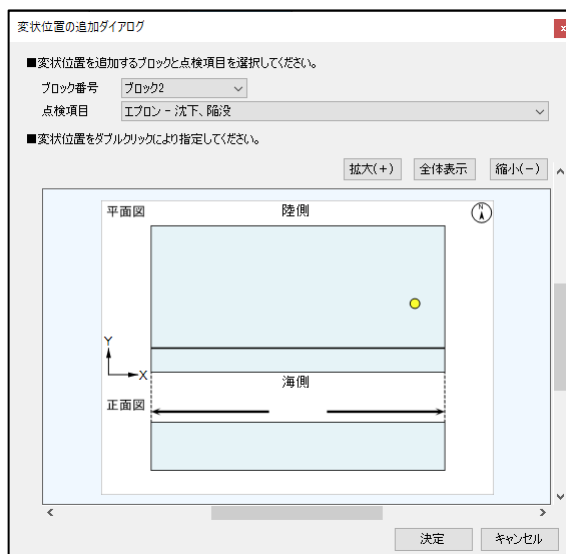 変状位置の追加ダイアログ
■変状位置を追加するブロックと点検項目を選択してください。
ブロック番号 ブロック2
点検項目 エプロン - 沈下、陥没
■変状位置をダブルクリックにより指定してください。
拡大(+) 全体表示 縮小(-)
平面図 陸側 N
Y
X
海側
正面図
決定 キャンセル